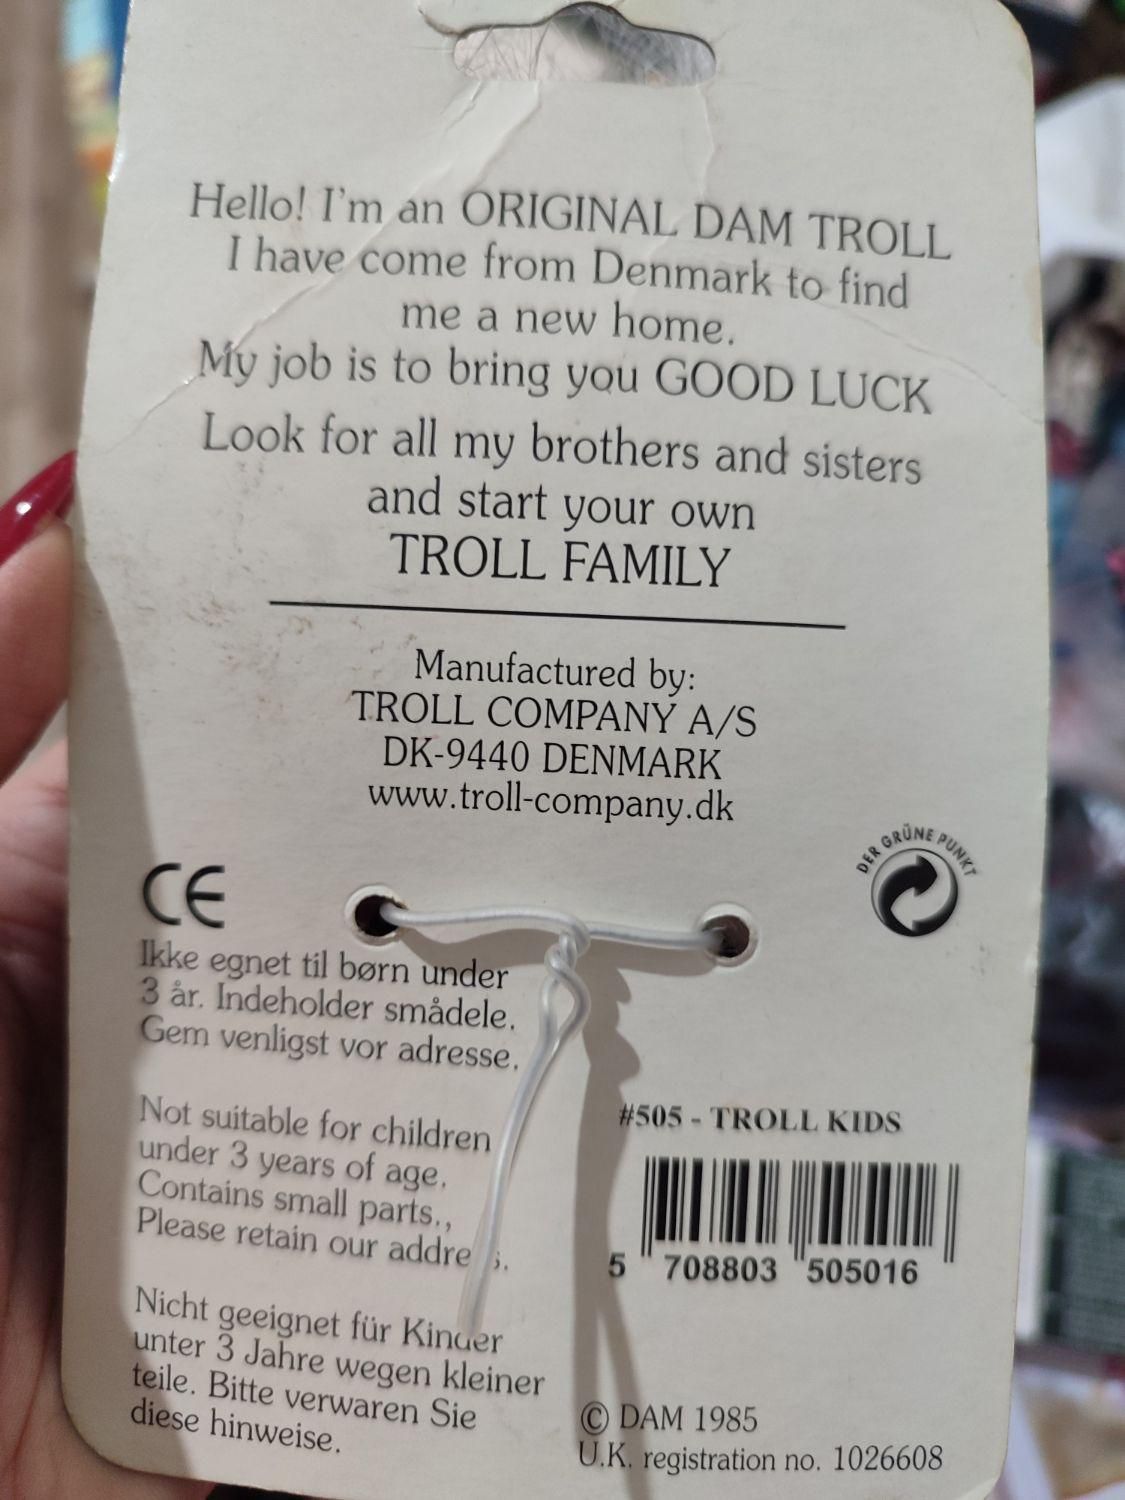 Hello! I'm an ORIGINAL DAM TROLL
I have come from Denmark to find
me a new home.
My job is to bring you GOOD LUCK
Look for all my brothers and sisters
and start your own
TROLL FAMILY
Manufactured by:
TROLL COMPANY A/S
DK-9440 DENMARK
www.troll-company.dk
DER GRÜNE PUNKT
CE
Ikke egnet til børn under
3 år. Indeholder smådele.
Gem venligst vor adresse.
Not suitable for children
under 3 years of age.
Contains small parts.,
Please retain our addres.
Nicht geeignet für Kinder
unter 3 Jahre wegen kleiner
teile. Bitte verwaren Sie
diese hinweise.
#505 - TROLL KIDS
5 708803 505016
© DAM 1985
U.K. registration no. 1026608